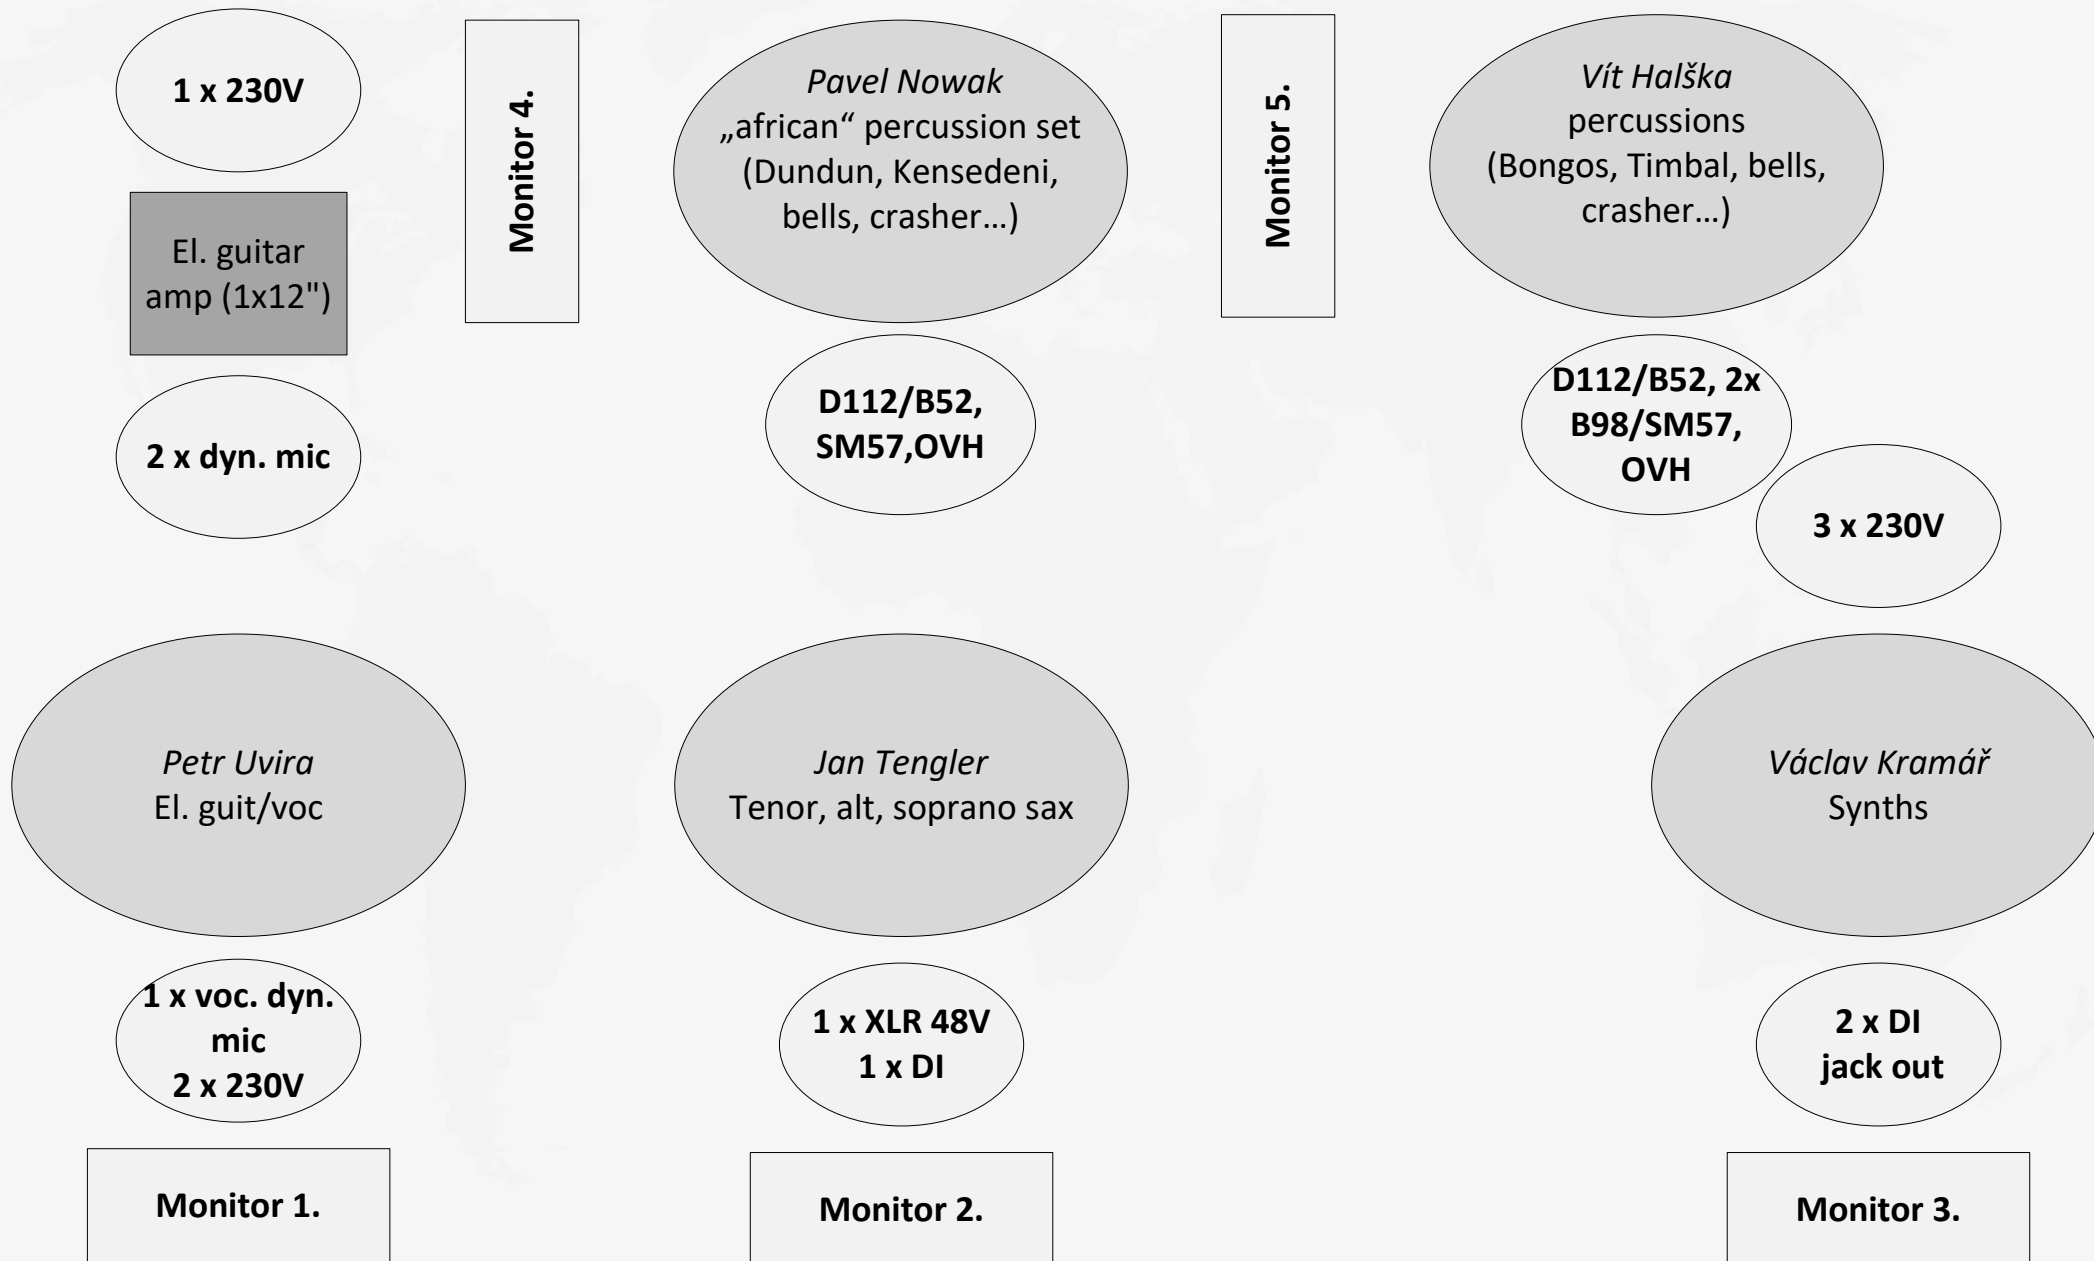 1 x 230V
El. guitar
amp (1x12")
2 x dyn. mic
Monitor 4.
Pavel Nowak
„african“ percussion set
(Dundun, Kensedeni,
bells, crasher…)
D112/B52,
SM57,OVH
Monitor 5.
Vít Halška
percussions
(Bongos, Timbal, bells,
crasher…)
D112/B52, 2x
B98/SM57,
OVH
3 x 230V
Petr Uvira
El. guit/voc
1 x voc. dyn.
mic
2 x 230V
Monitor 1.
Jan Tengler
Tenor, alt, soprano sax
1 x XLR 48V
1 x DI
Monitor 2.
Václav Kramář
Synths
2 x DI
jack out
Monitor 3.